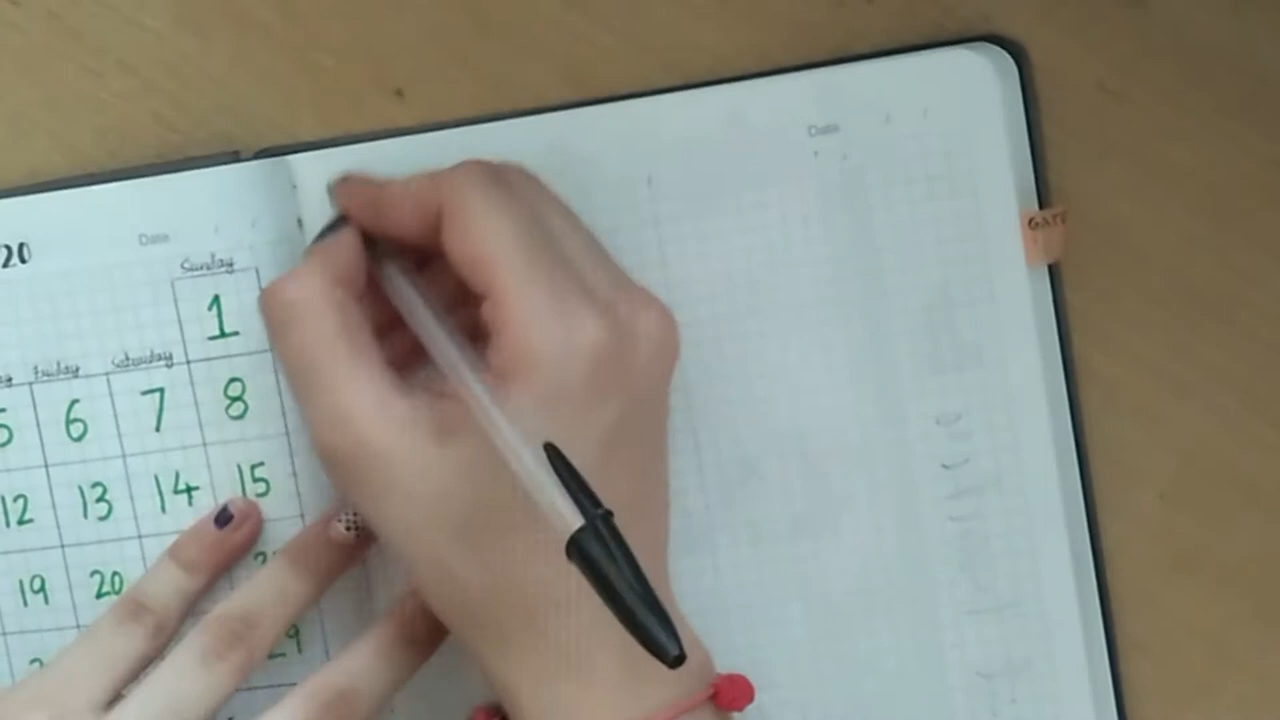 Date
Date
20
Sunday
1
Friday Saturday
5 6 7 8
12 13 14 15
19 20
29